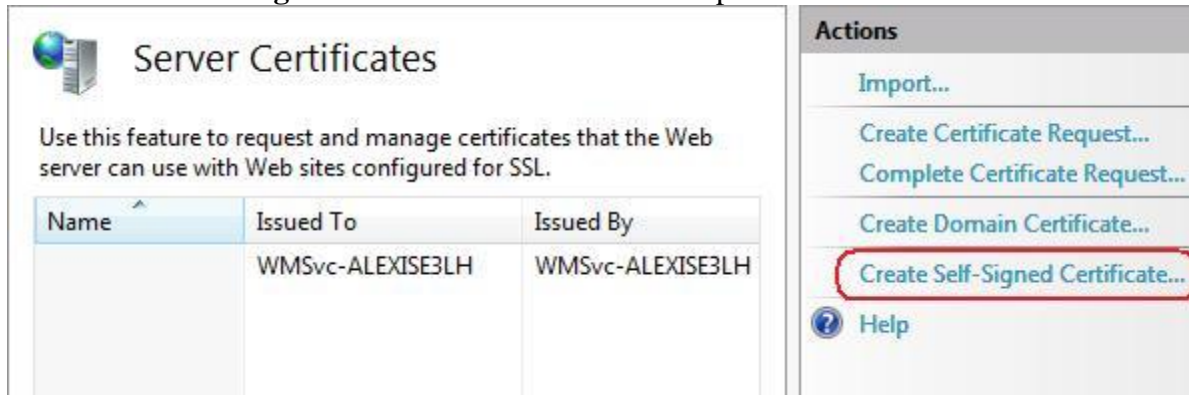 Server Certificates
Use this feature to request and manage certificates that the Web
server can use with Web sites configured for SSL.
Name Issued To Issued By
WMSvc-ALEXISE3LH WMSvc-ALEXISE3LH
Actions
Import...
Create Certificate Request...
Complete Certificate Request...
Create Domain Certificate...
Create Self-Signed Certificate...
Help